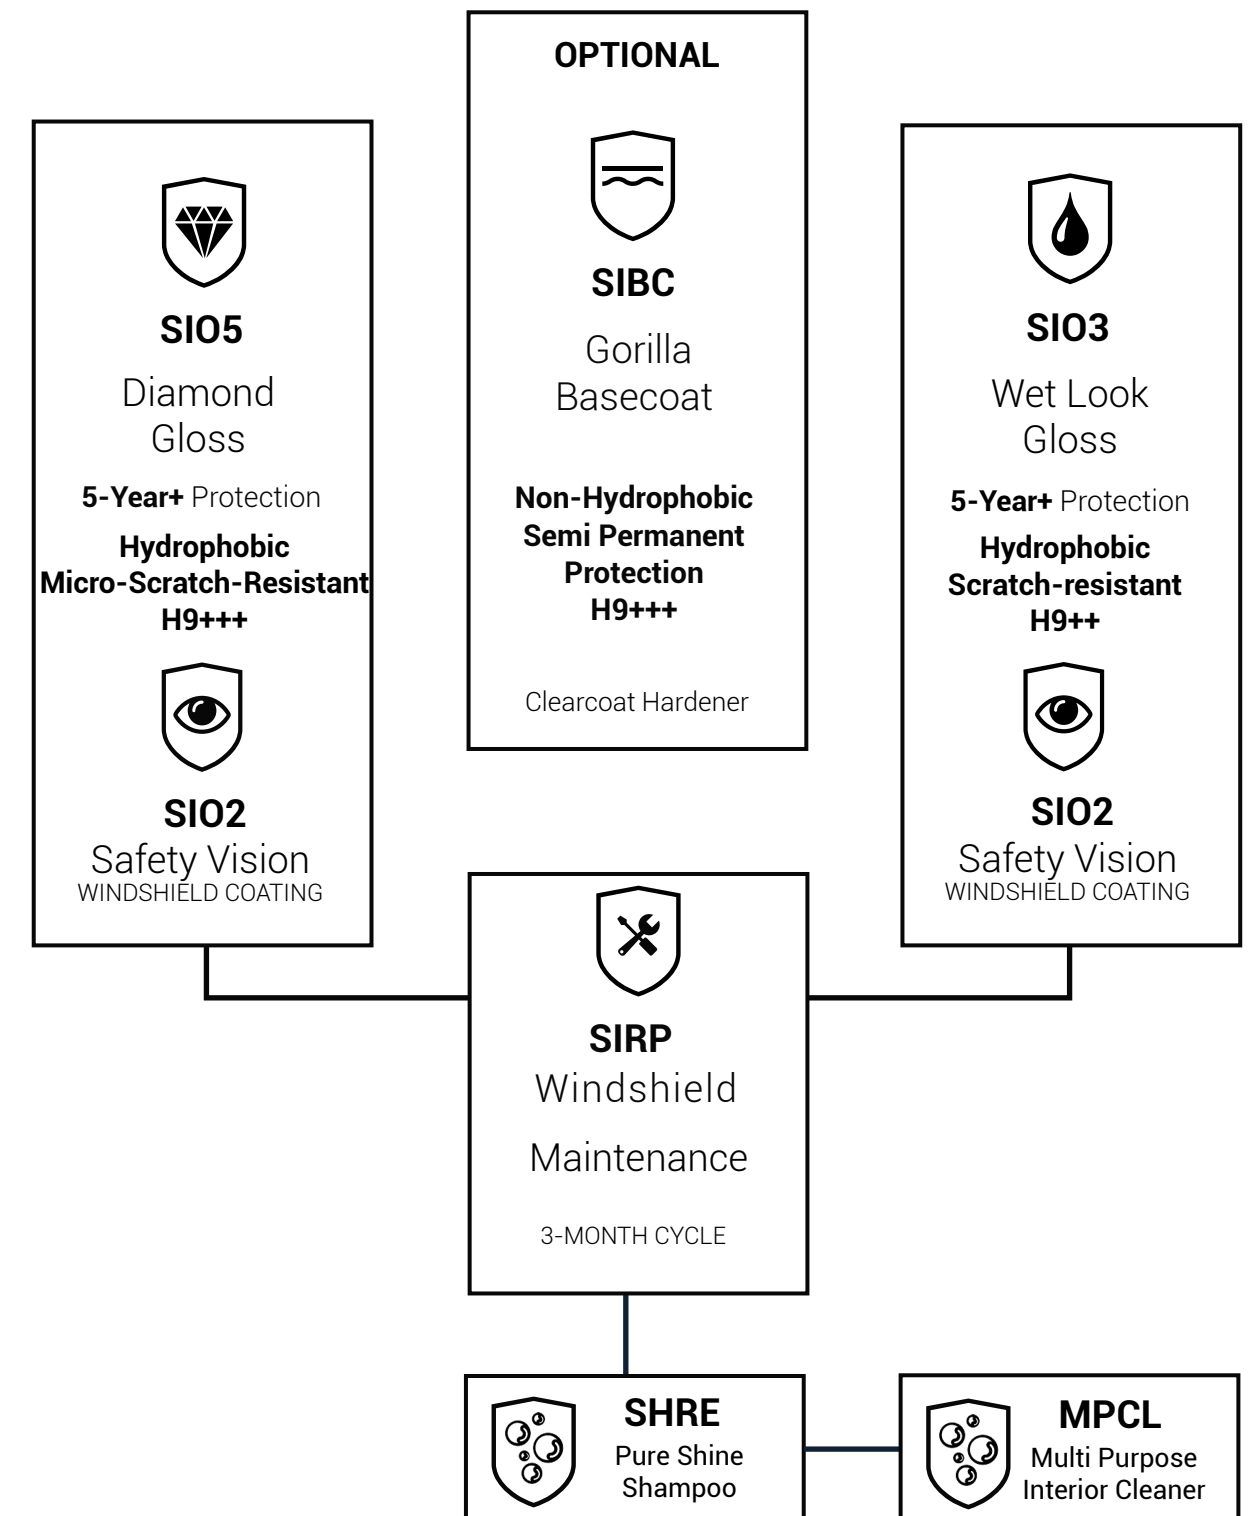 OPTIONAL
SIBC
Gorilla
Basecoat
Non-Hydrophobic
Semi Permanent
Protection
H9+++
Clearcoat Hardener
SIO5
Diamond
Gloss
5-Year+ Protection
Hydrophobic
Micro-Scratch-Resistant
H9+++
SIO2
Safety Vision
WINDSHIELD COATING
SIO3
Wet Look
Gloss
5-Year+ Protection
Hydrophobic
Scratch-resistant
H9++
SIO2
Safety Vision
WINDSHIELD COATING
SIRP
Windshield
Maintenance
3-MONTH CYCLE
SHRE
Pure Shine
Shampoo
MPCL
Multi Purpose
Interior Cleaner